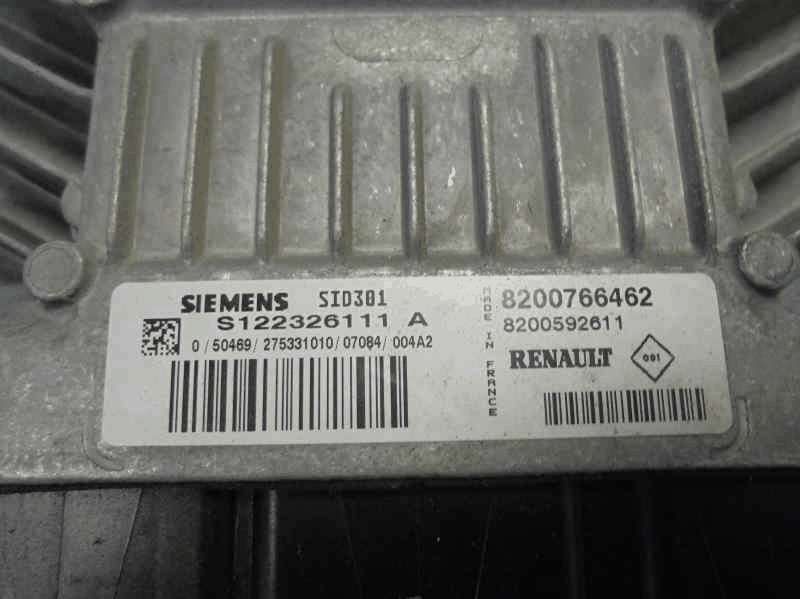 SIEMENS SID301
S122326111 A
0 / 50469 / 275331010 / 07084 / 004A2
MADE IN FRANCE
8200766462
8200592611
RENAULT 001